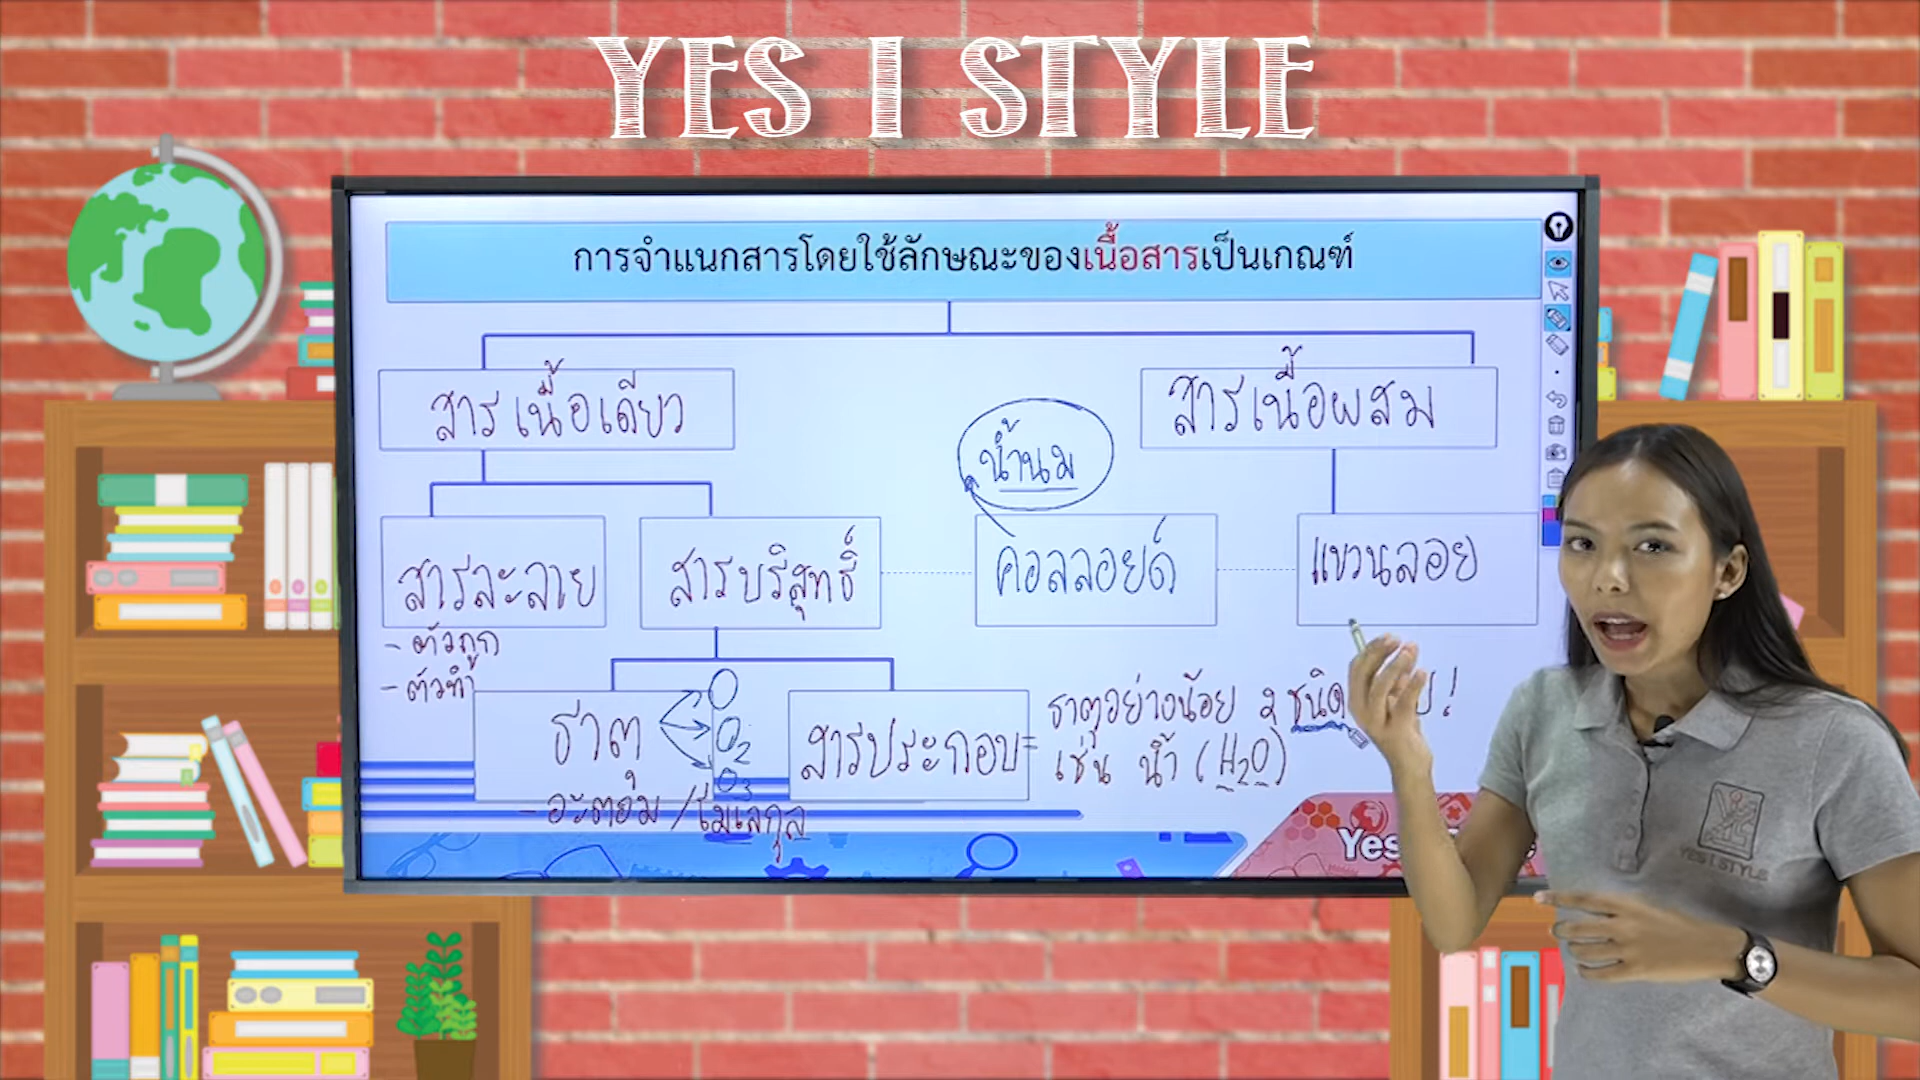 YES I STYLE
การจำแนกสารโดยใช้ลักษณะของเนื้อสารเป็นเกณฑ์
สารเนื้อเดียว
สารเนื้อผสม
น้ำนม
สารละลาย
สารบริสุทธิ์
คอลลอยด์
แขวนลอย
- ตัวถูก
- ตัวทำ
ธาตุ
O2
O3
สารประกอบ = ธาตุอย่างน้อย 2 ชนิด !
เช่น น้ำ (H2O)
- อะตอม / โมเลกุล
Yes
YES I STYLE